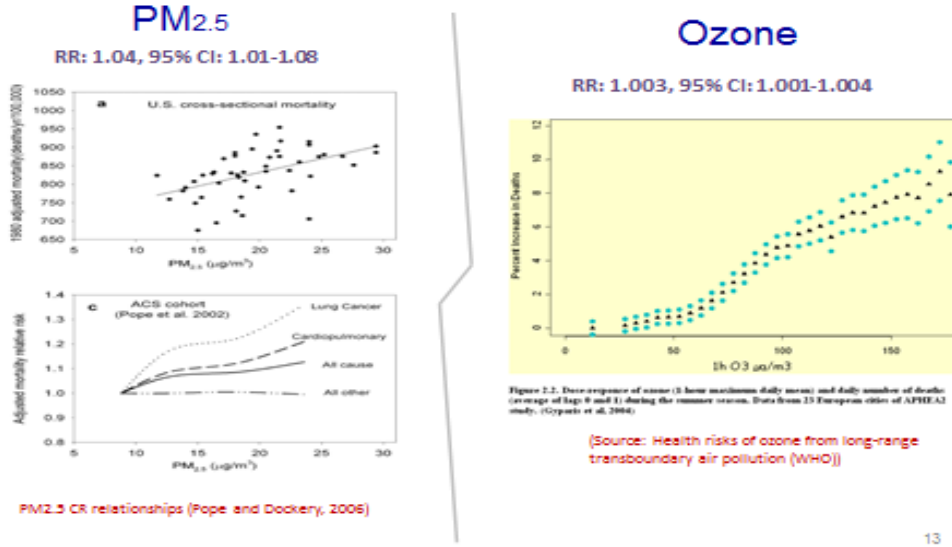 PM2.5
RR: 1.04, 95% CI: 1.01-1.08
1980 adjusted mortality(deaths/yr/100,000)
1050
1000
950
900
850
800
750
700
650
a
U.S. cross-sectional mortality
5
10
15
20
25
30
PM2.5 (µg/m3)
Adjusted mortality relative risk
1.4
1.3
1.2
1.1
1.0
0.9
0.8
c
ACS cohort
(Pope et al. 2002)
Lung Cancer
Cardiopulmonary
All cause
All other
5
10
15
20
25
30
PM2.5 (µg/m3)
PM2.5 CR relationships (Pope and Dockery, 2006)
Ozone
RR: 1.003, 95% CI: 1.001-1.004
Percent Increase in Deaths
12
10
8
6
4
2
0
0
50
100
150
1h O3 µg/m3
Figure 2.2. Dose-response of ozone (1-hour maximum daily mean) and daily number of deaths
(average of lags 0 and 1) during the summer season. Data from 23 European cities of APHEA2
study. (Gyparis et al, 2004)
(Source: Health risks of ozone from long-range
transboundary air pollution (WHO))
13